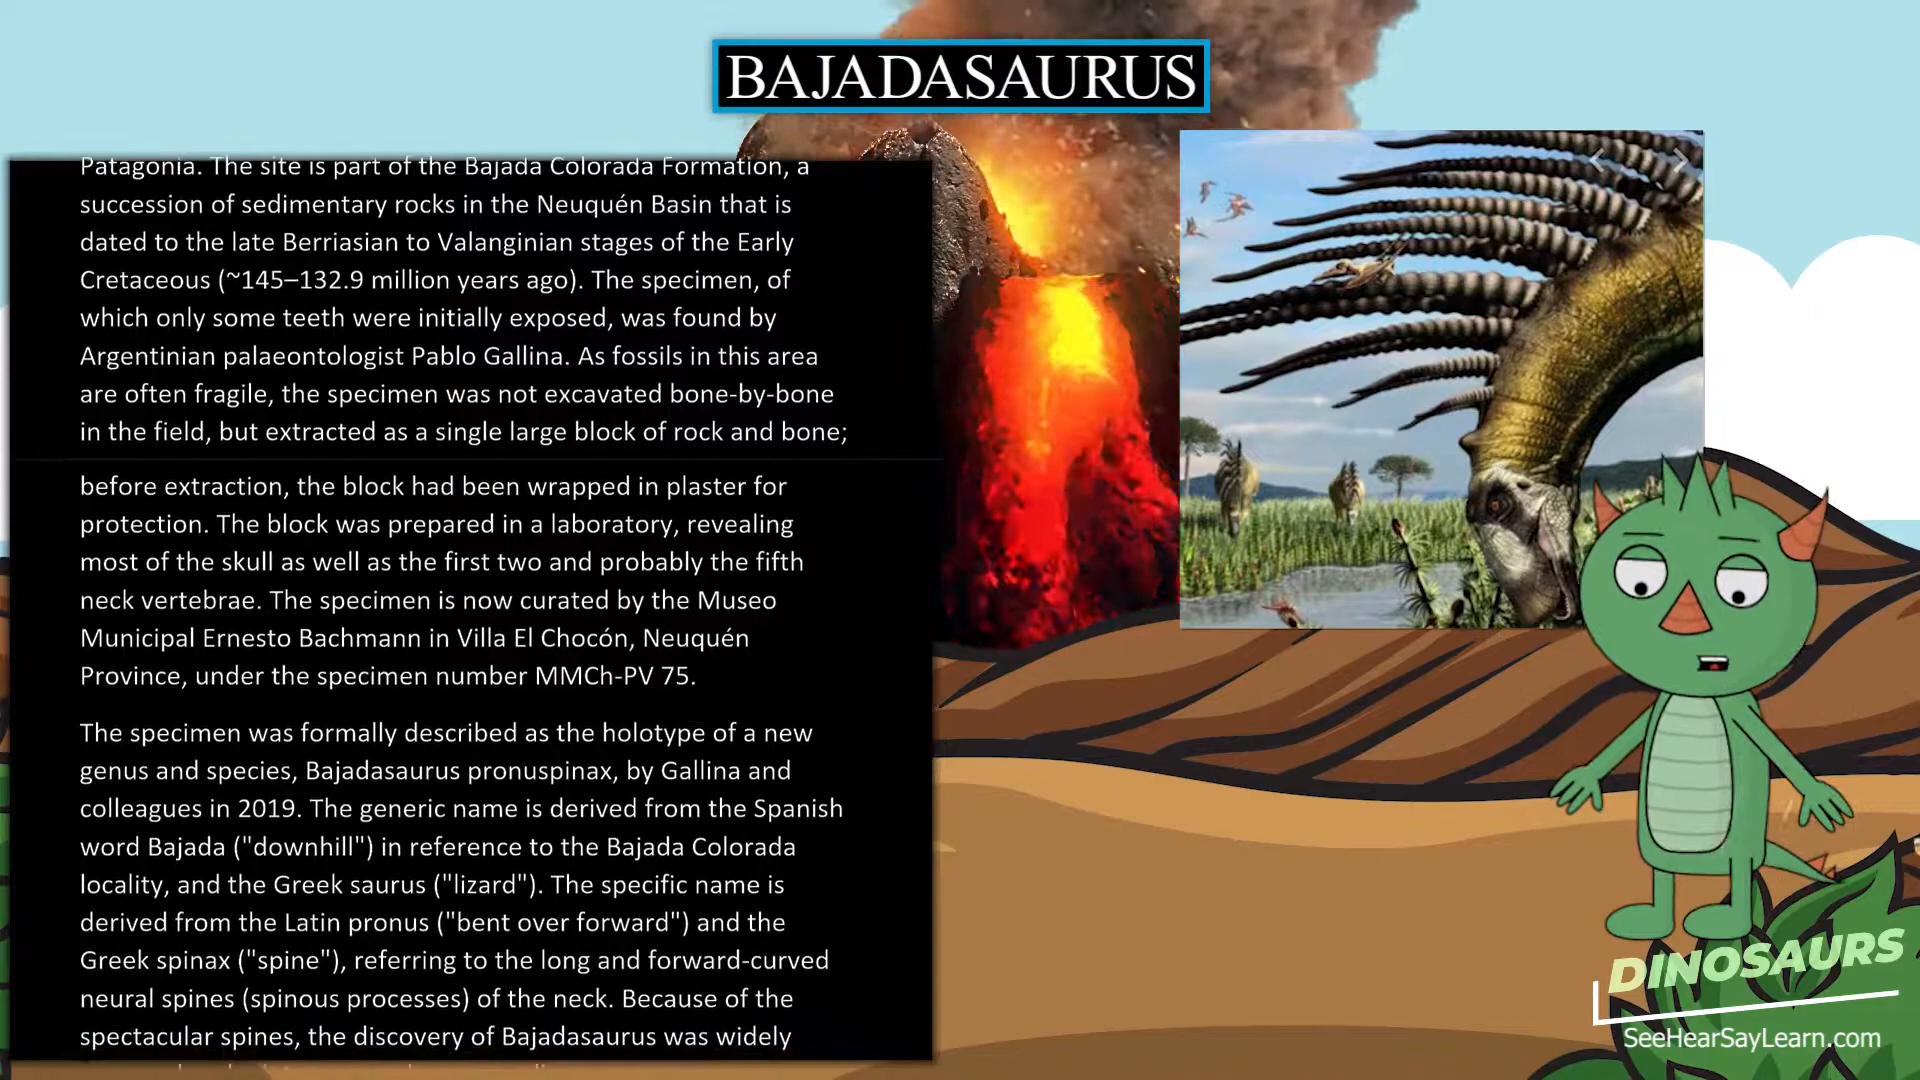 BAJADASAURUS
Patagonia. The site is part of the Bajada Colorada Formation, a
succession of sedimentary rocks in the Neuquén Basin that is
dated to the late Berriasian to Valanginian stages of the Early
Cretaceous (~145–132.9 million years ago). The specimen, of
which only some teeth were initially exposed, was found by
Argentinian palaeontologist Pablo Gallina. As fossils in this area
are often fragile, the specimen was not excavated bone-by-bone
in the field, but extracted as a single large block of rock and bone;
before extraction, the block had been wrapped in plaster for
protection. The block was prepared in a laboratory, revealing
most of the skull as well as the first two and probably the fifth
neck vertebrae. The specimen is now curated by the Museo
Municipal Ernesto Bachmann in Villa El Chocón, Neuquén
Province, under the specimen number MMCh-PV 75.
The specimen was formally described as the holotype of a new
genus and species, Bajadasaurus pronuspinax, by Gallina and
colleagues in 2019. The generic name is derived from the Spanish
word Bajada ("downhill") in reference to the Bajada Colorada
locality, and the Greek saurus ("lizard"). The specific name is
derived from the Latin pronus ("bent over forward") and the
Greek spinax ("spine"), referring to the long and forward-curved
neural spines (spinous processes) of the neck. Because of the
spectacular spines, the discovery of Bajadasaurus was widely
DINOSAURS
SeeHearSayLearn.com